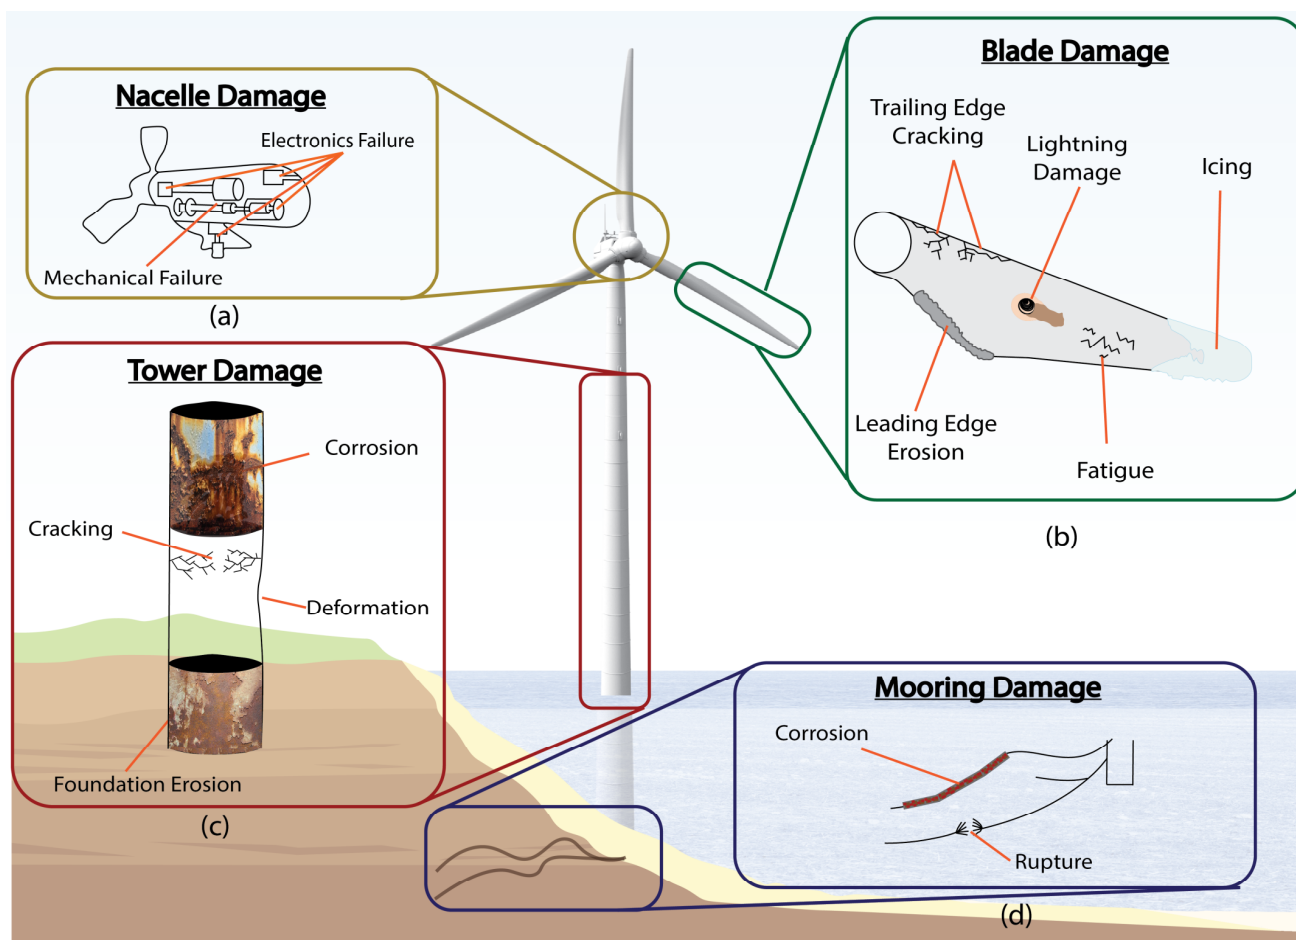 Nacelle Damage
Electronics Failure
Mechanical Failure
(a)
Blade Damage
Trailing Edge
Cracking
Lightning
Damage
Icing
Leading Edge
Erosion
Fatigue
(b)
Tower Damage
Corrosion
Cracking
Deformation
Foundation Erosion
(c)
Mooring Damage
Corrosion
Rupture
(d)